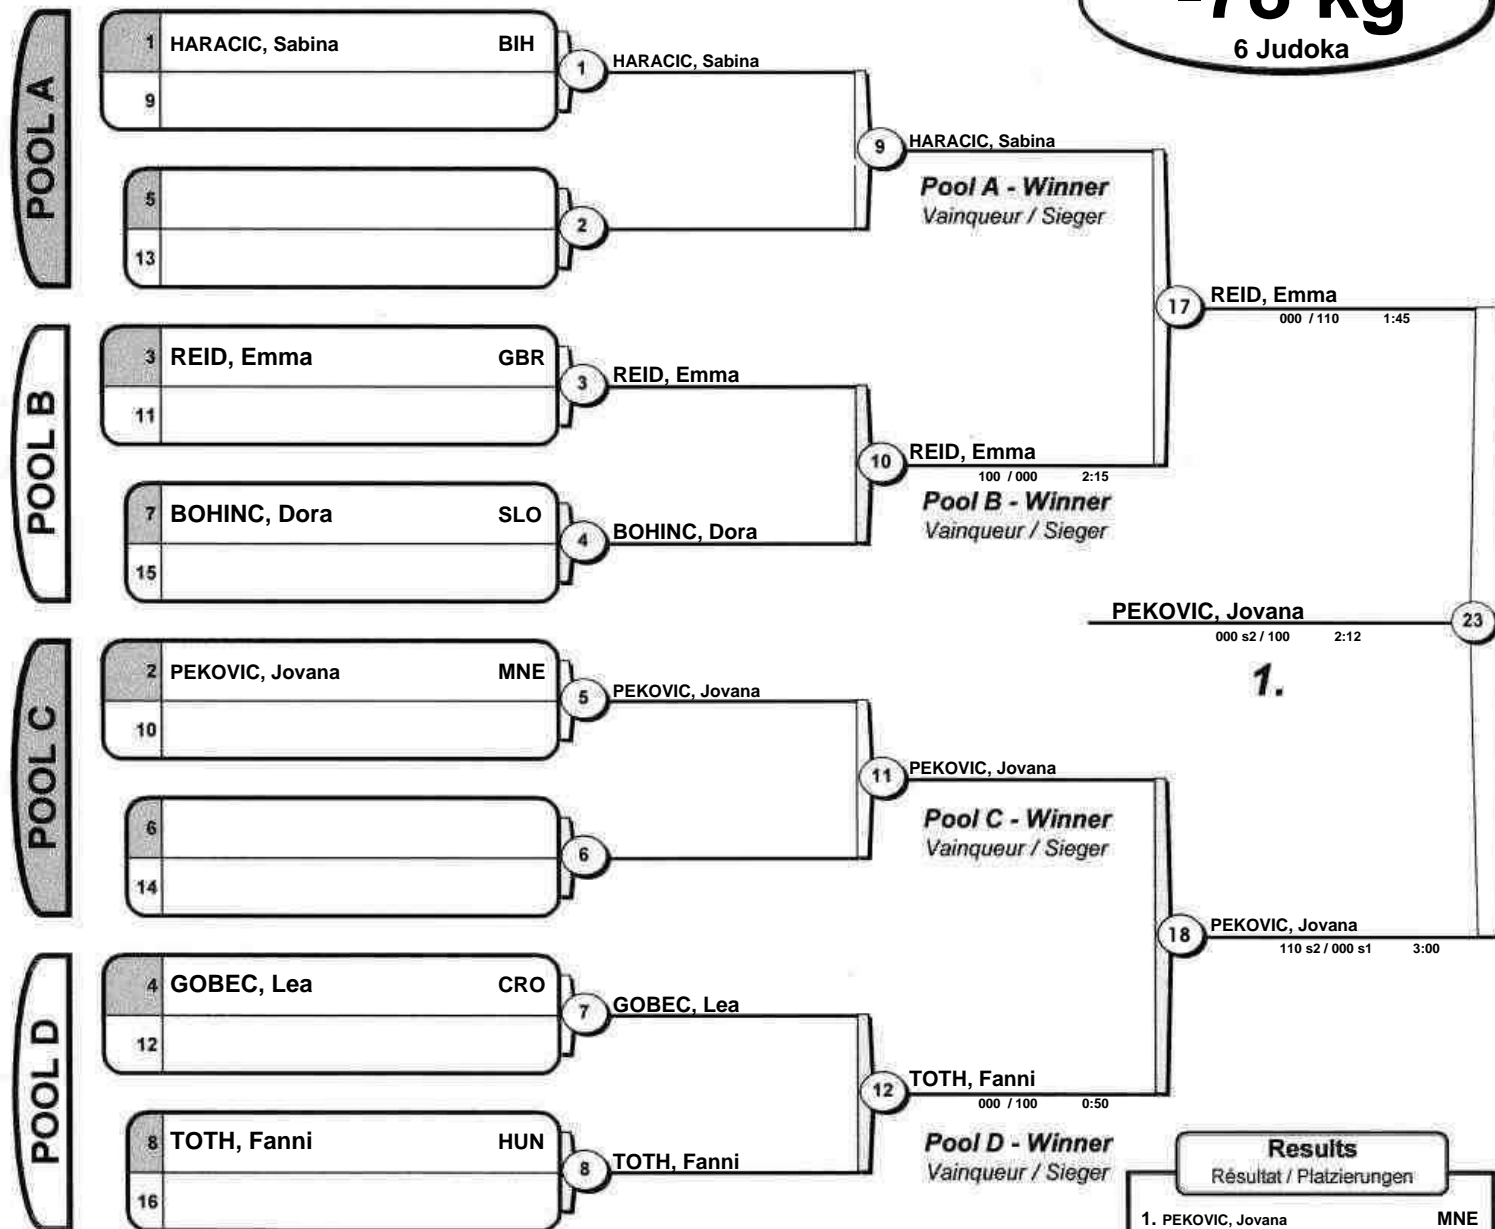 -78 kg
6 Judoka
POOL A
1 HARACIC, Sabina BIH
9
1 HARACIC, Sabina
5
13
2
9 HARACIC, Sabina
Pool A - Winner
Vainqueur / Sieger
POOL B
3 REID, Emma GBR
11
3 REID, Emma
7 BOHINC, Dora SLO
15
4 BOHINC, Dora
10 REID, Emma
100 / 000 2:15
Pool B - Winner
Vainqueur / Sieger
17 REID, Emma
000 / 110 1:45
PEKOVIC, Jovana 23
000 s2 / 100 2:12
1.
POOL C
2 PEKOVIC, Jovana MNE
10
5 PEKOVIC, Jovana
6
14
6
11 PEKOVIC, Jovana
Pool C - Winner
Vainqueur / Sieger
18 PEKOVIC, Jovana
110 s2 / 000 s1 3:00
POOL D
4 GOBEC, Lea CRO
12
7 GOBEC, Lea
8 TOTH, Fanni HUN
16
8 TOTH, Fanni
12 TOTH, Fanni
000 / 100 0:50
Pool D - Winner
Vainqueur / Sieger
Results
Résultat / Platzierungen
1. PEKOVIC, Jovana MNE